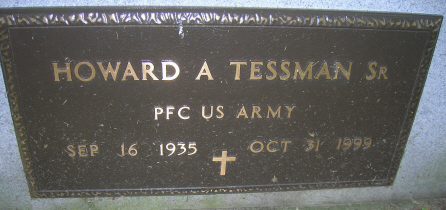 HOWARD A TESSMAN SR
PFC US ARMY
SEP 16 1935 OCT 31 1999